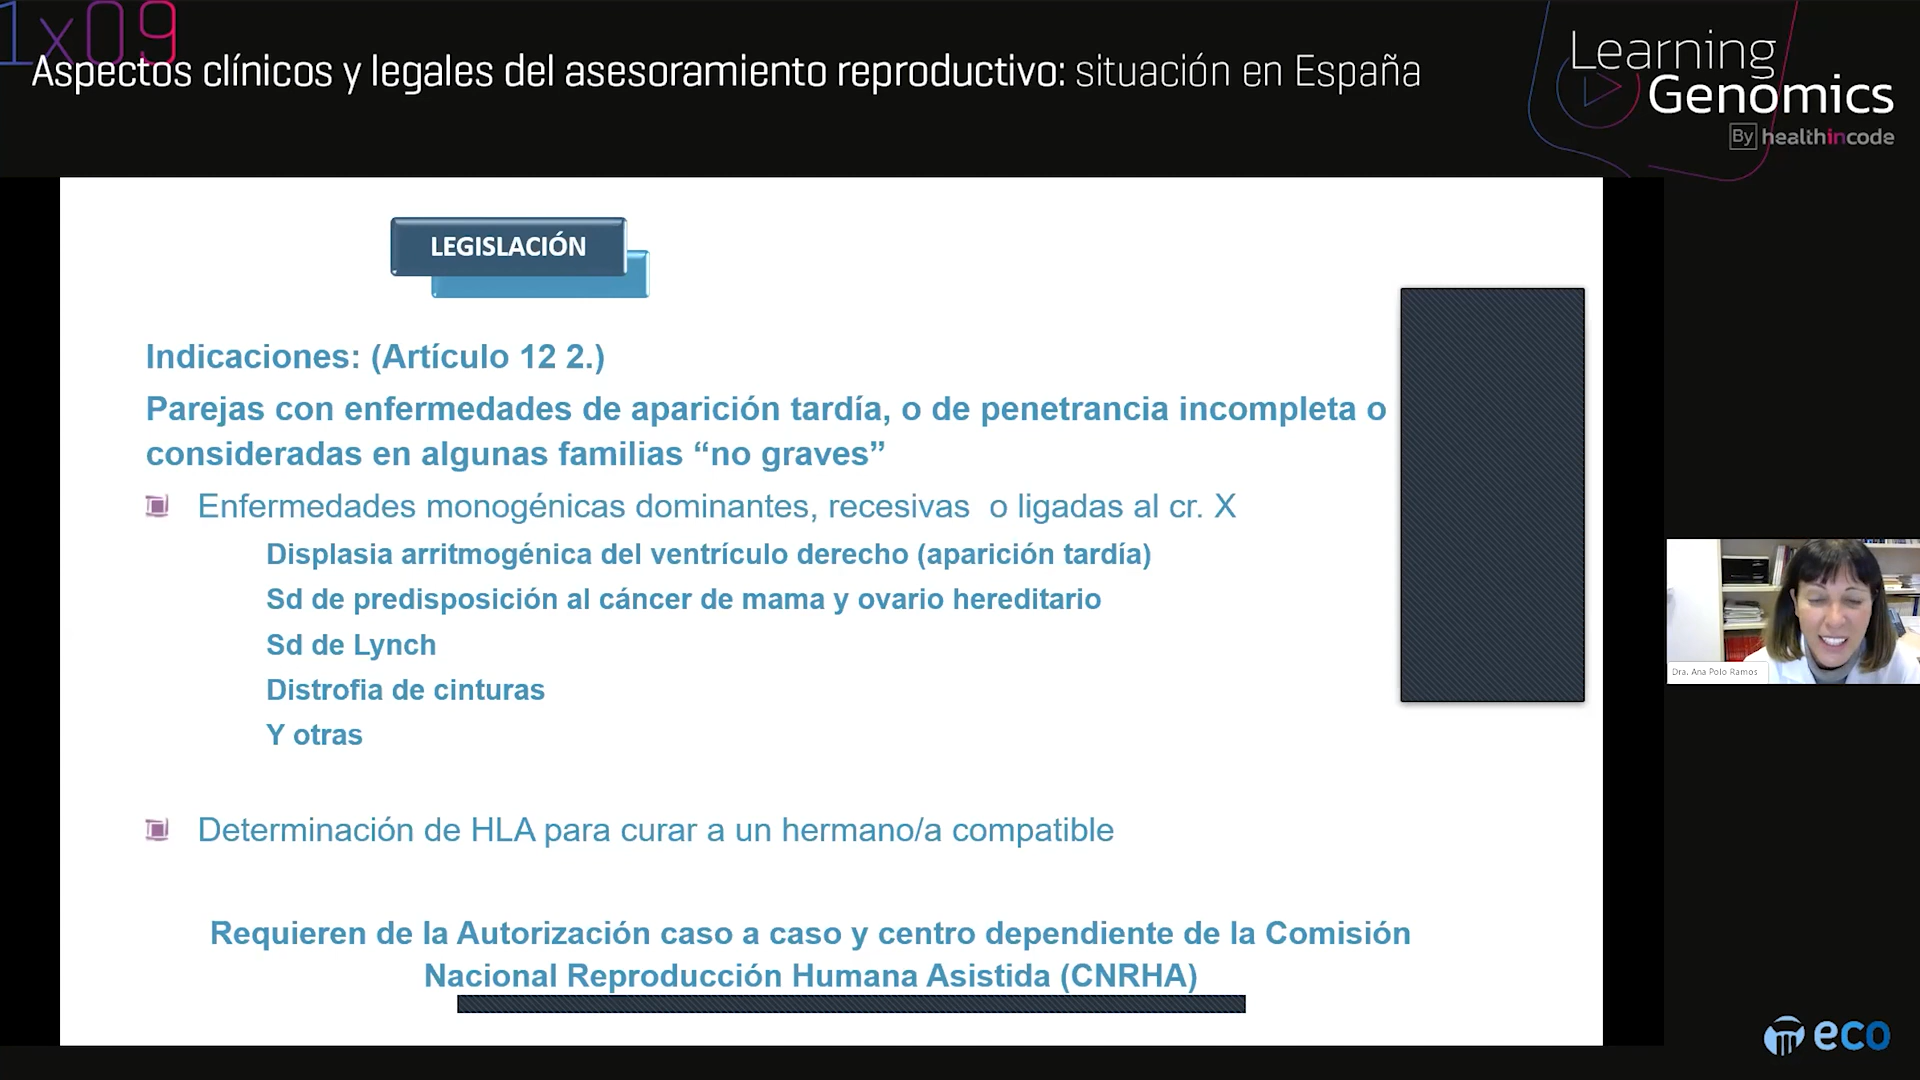 1x09
Aspectos clínicos y legales del asesoramiento reproductivo: situación en España
Learning
Genomics
By healthincode
LEGISLACIÓN
Indicaciones: (Artículo 12 2.)
Parejas con enfermedades de aparición tardía, o de penetrancia incompleta o
consideradas en algunas familias “no graves”
Enfermedades monogénicas dominantes, recesivas o ligadas al cr. X
Displasia arritmogénica del ventrículo derecho (aparición tardía)
Sd de predisposición al cáncer de mama y ovario hereditario
Sd de Lynch
Distrofia de cinturas
Y otras
Determinación de HLA para curar a un hermano/a compatible
Requieren de la Autorización caso a caso y centro dependiente de la Comisión
Nacional Reproducción Humana Asistida (CNRHA)
Dra. Ana Polo Ramos
eco